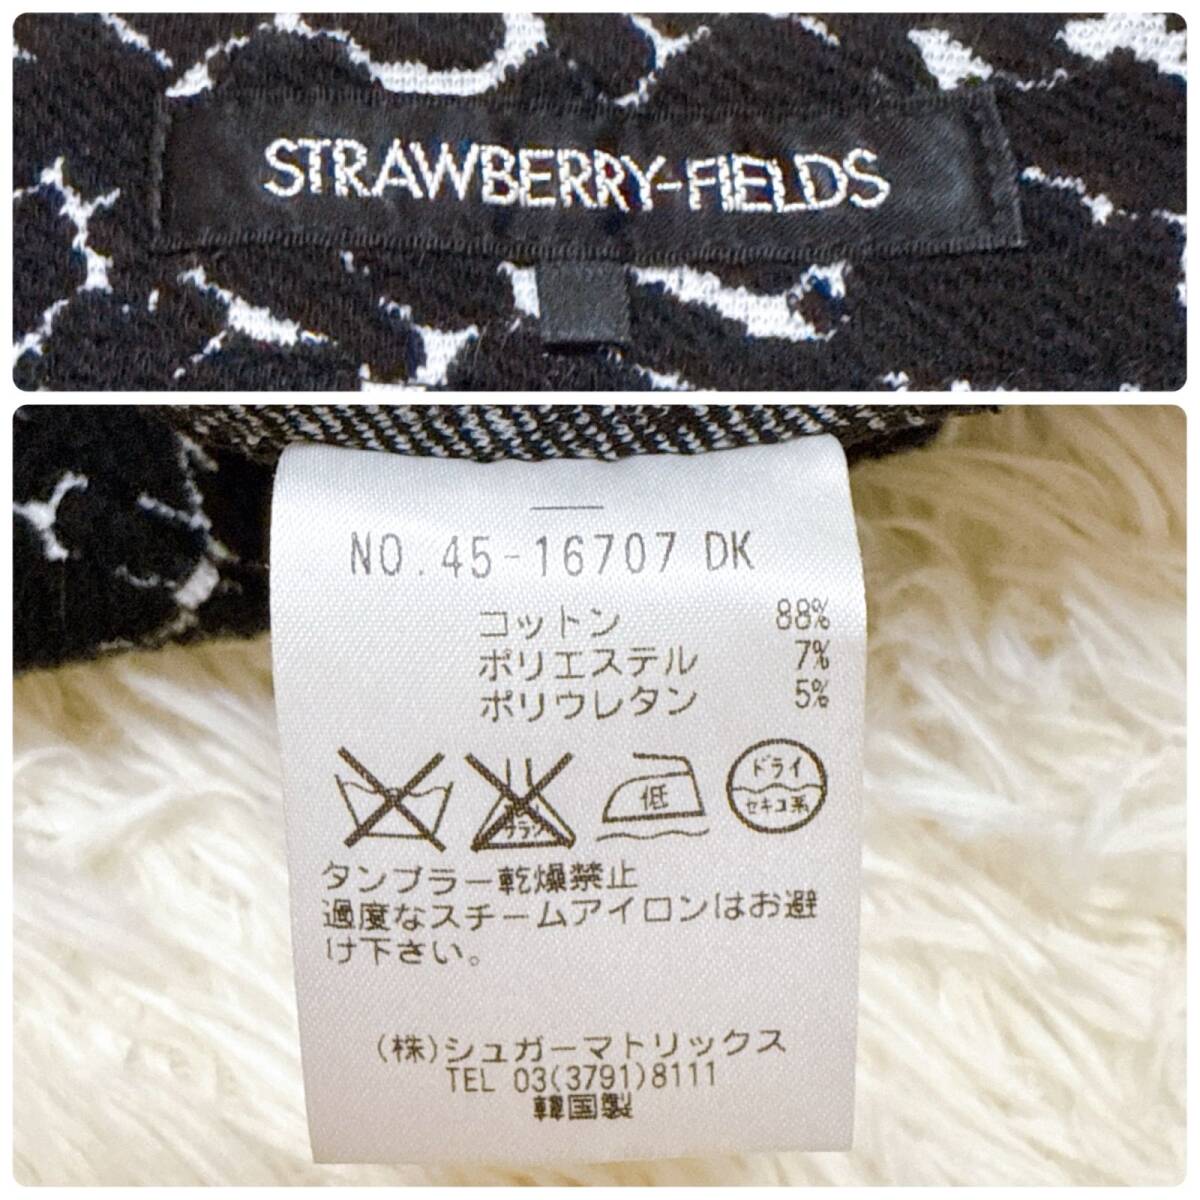 STRAWBERRY-FIELDS
NO.45-16707 DK
コットン 88%
ポリエステル 7%
ポリウレタン 5%
低
ドライ
セキユ系
タンブラー乾燥禁止
過度なスチームアイロンはお避
け下さい。
(株)シュガーマトリックス
TEL 03(3791)8111
韓国製